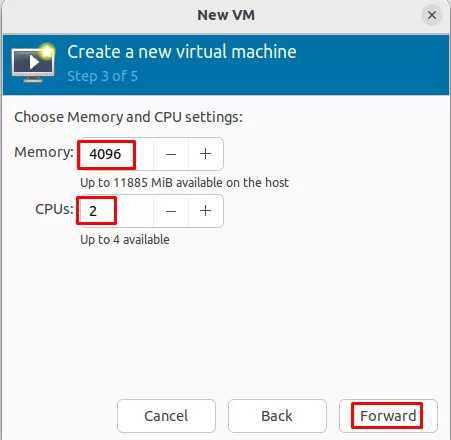 New VM
Create a new virtual machine
Step 3 of 5
Choose Memory and CPU settings:
Memory: 4096 − +
Up to 11885 MiB available on the host
CPUs: 2 − +
Up to 4 available
Cancel Back Forward